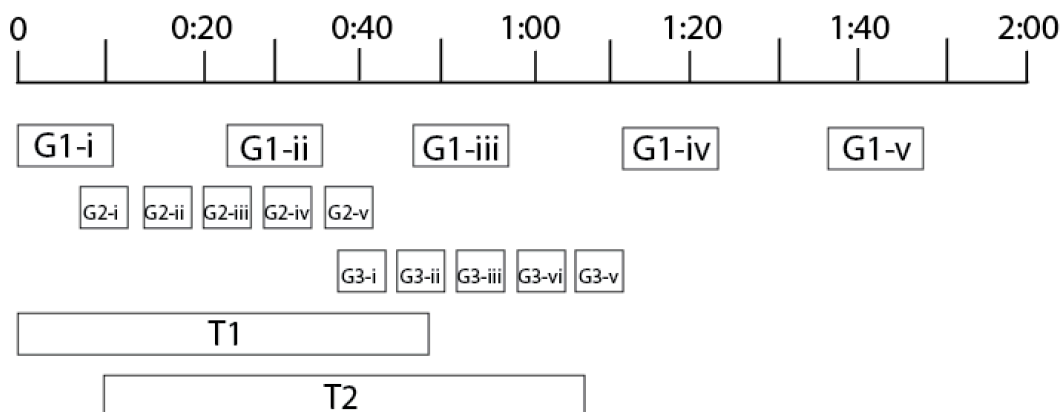 0 0:20 0:40 1:00 1:20 1:40 2:00
G1-i G1-ii G1-iii G1-iv G1-v
G2-i G2-ii G2-iii G2-iv G2-v
G3-i G3-ii G3-iii G3-vi G3-v
T1
T2